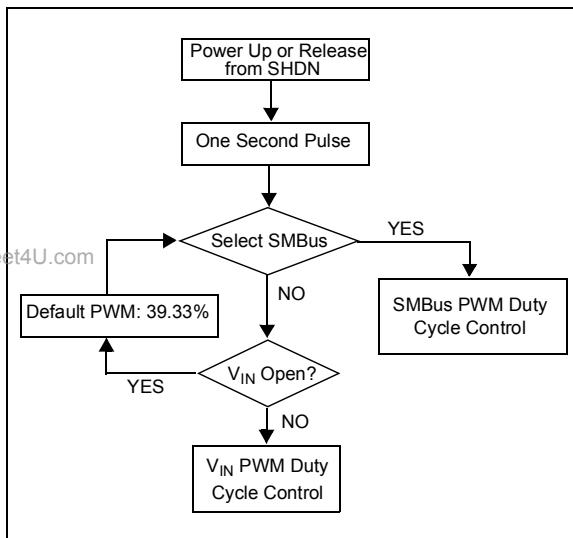 Power Up or Release
from SHDN
One Second Pulse
Select SMBus
YES
eet4U.com
NO
Default PWM: 39.33%
SMBus PWM Duty
Cycle Control
VIN Open?
YES
NO
VIN PWM Duty
Cycle Control